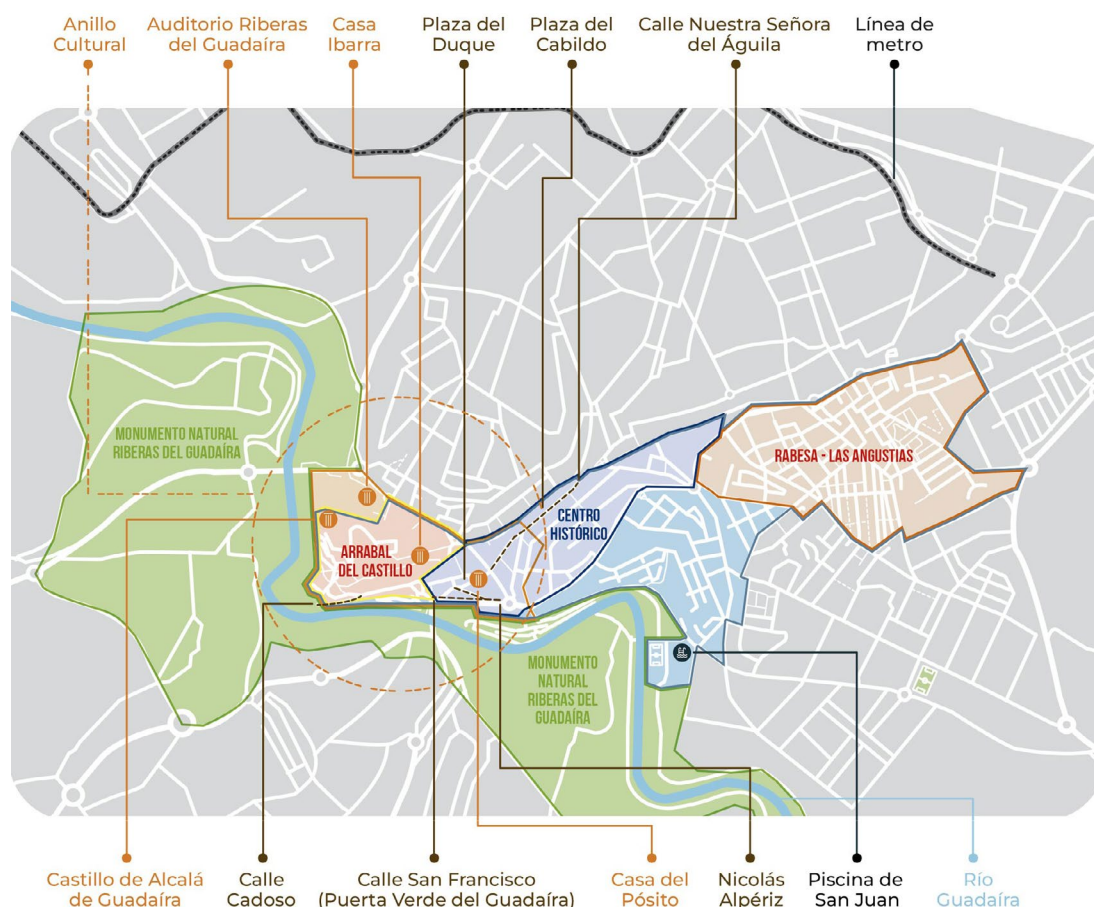 Anillo
Cultural
Auditorio Riberas
del Guadaíra
Casa
Ibarra
Plaza del
Duque
Plaza del
Cabildo
Calle Nuestra Señora
del Águila
Línea de
metro
MONUMENTO NATURAL
RIBERAS DEL GUADAÍRA
RABESA - LAS ANGUSTIAS
CENTRO
HISTÓRICO
ARRABAL
DEL CASTILLO
MONUMENTO
NATURAL
RIBERAS DEL
GUADAÍRA
Castillo de Alcalá
de Guadaíra
Calle
Cadoso
Calle San Francisco
(Puerta Verde del Guadaíra)
Casa del
Pósito
Nicolás
Alpériz
Piscina de
San Juan
Río
Guadaíra